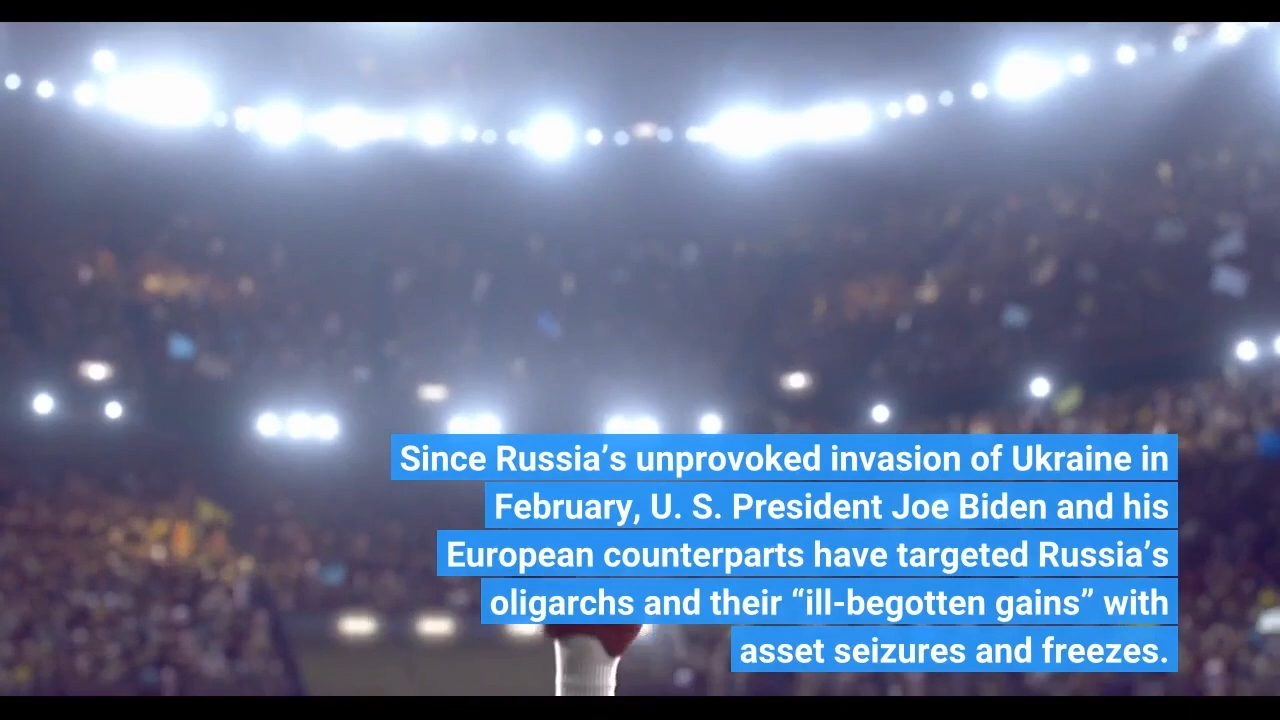 Since Russia’s unprovoked invasion of Ukraine in
February, U. S. President Joe Biden and his
European counterparts have targeted Russia’s
oligarchs and their “ill-begotten gains” with
asset seizures and freezes.